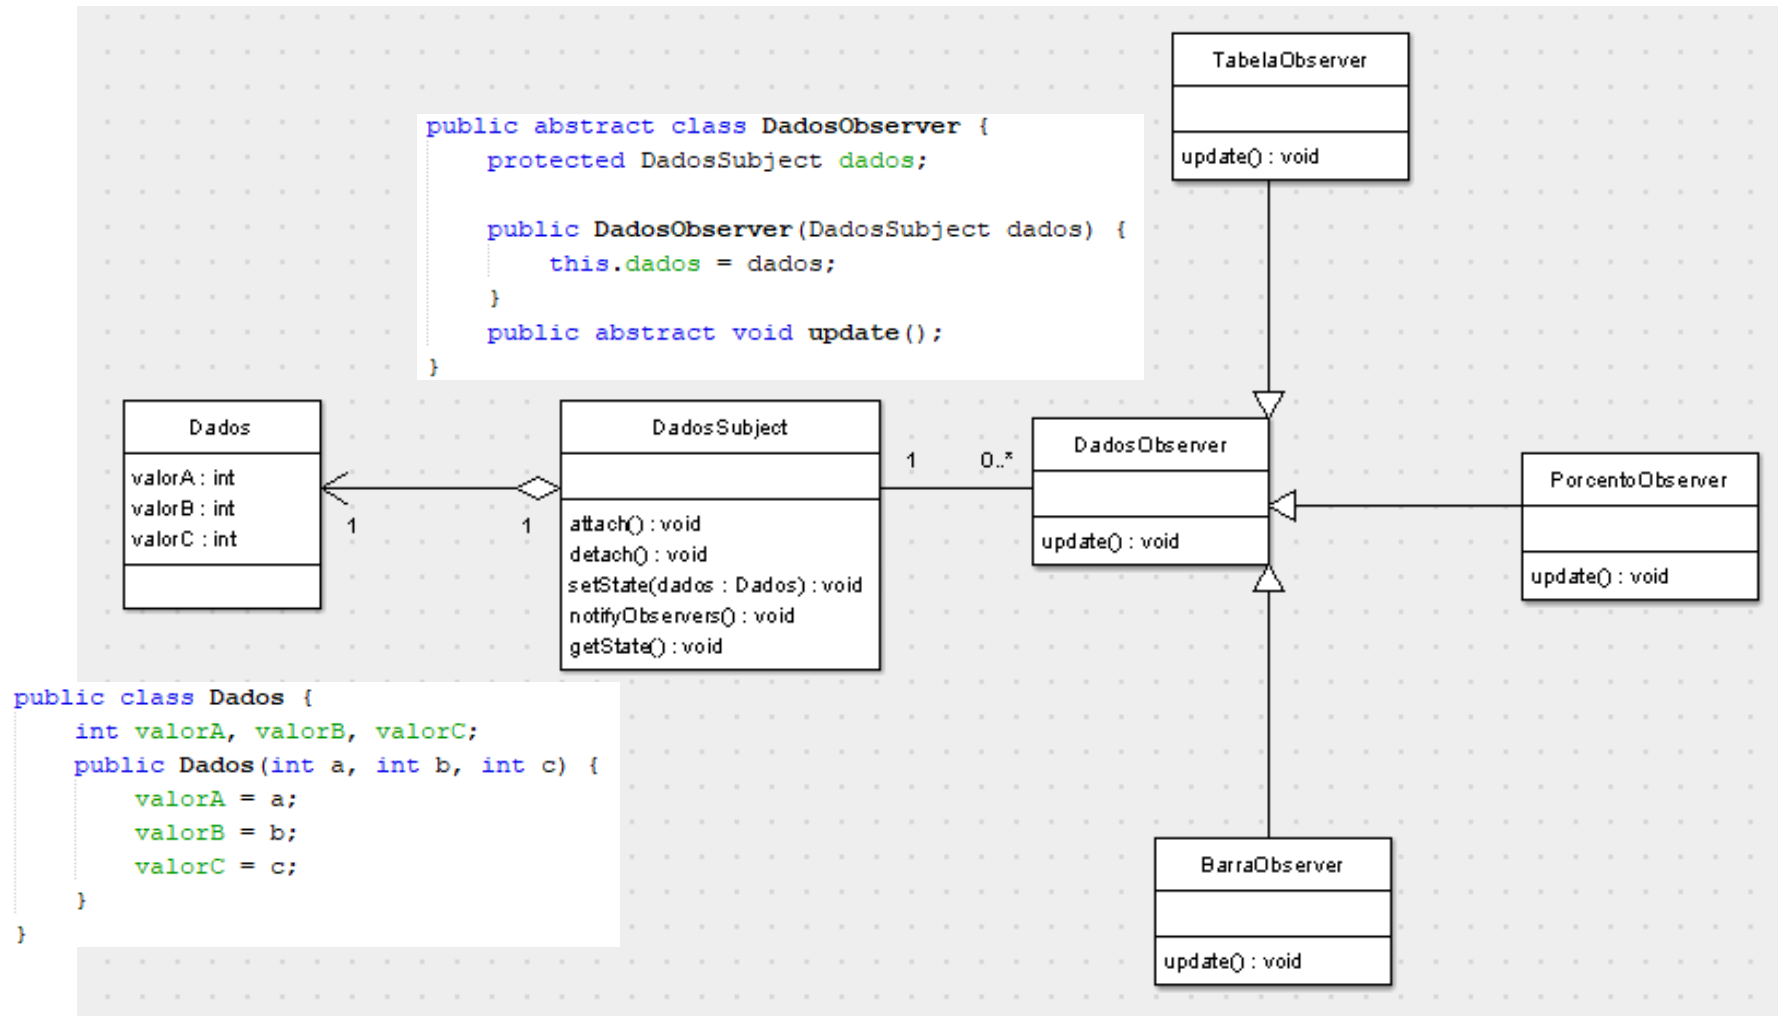 TabelaObserver
update() : void
public abstract class DadosObserver {
protected DadosSubject dados;
public DadosObserver(DadosSubject dados) {
this.dados = dados;
}
public abstract void update();
}
Dados
valorA : int
valorB : int
valorC : int
1
1
DadosSubject
attach() : void
detach() : void
setState(dados : Dados) : void
notifyObservers() : void
getState() : void
1
0..*
DadosObserver
update() : void
PorcentoObserver
update() : void
public class Dados {
int valorA, valorB, valorC;
public Dados(int a, int b, int c) {
valorA = a;
valorB = b;
valorC = c;
}
}
BarraObserver
update() : void